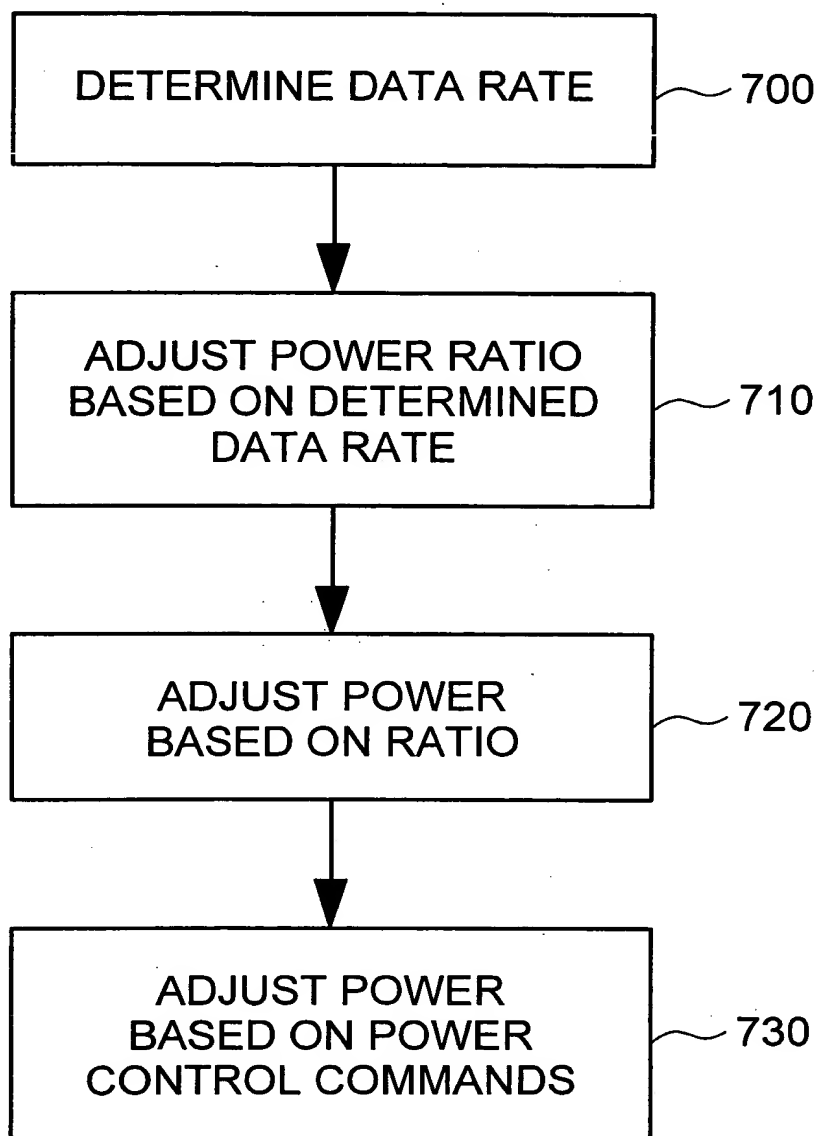 DETERMINE DATA RATE
700
ADJUST POWER RATIO
BASED ON DETERMINED
DATA RATE
710
ADJUST POWER
BASED ON RATIO
720
ADJUST POWER
BASED ON POWER
CONTROL COMMANDS
730